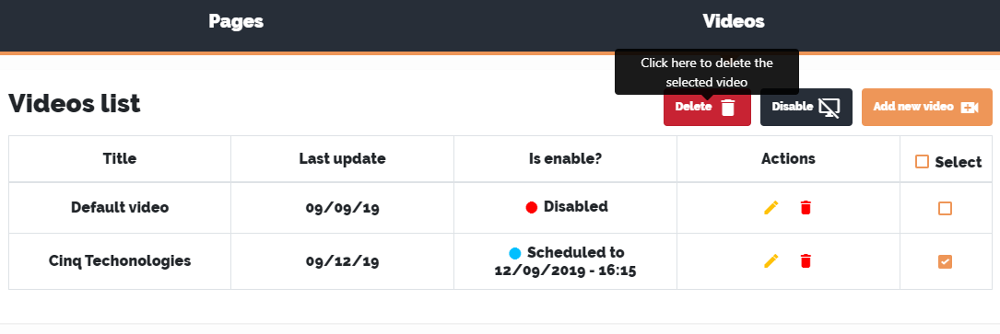 Pages Videos
Click here to delete the
selected video
Videos list
Delete Disable Add new video
Title Last update Is enable? Actions Select
Default video 09/09/19 Disabled
Cinq Techonologies 09/12/19 Scheduled to
12/09/2019 - 16:15